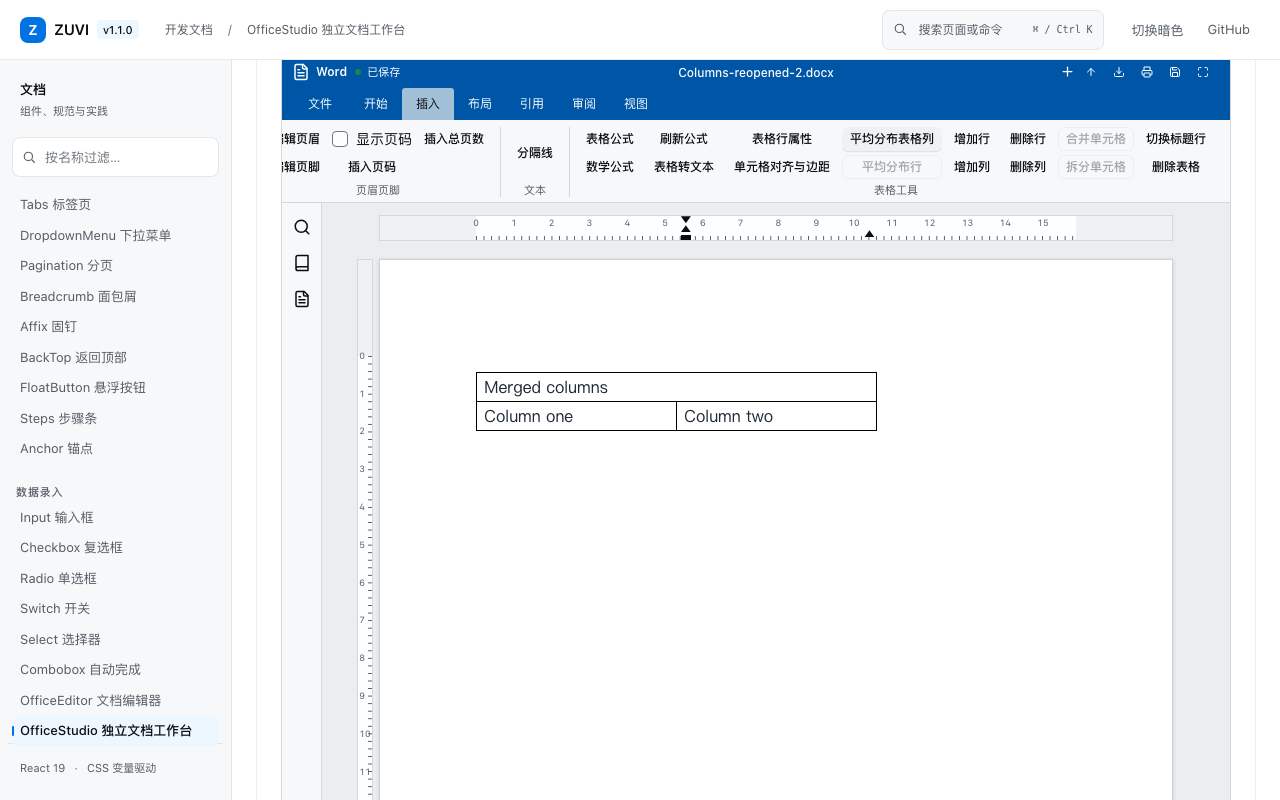 Z ZUVI v1.1.0 开发文档 / OfficeStudio 独立文档工作台 搜索页面或命令 ⌘ / Ctrl K 切换暗色 GitHub
文档
组件、规范与实践
按名称过滤...
Tabs 标签页
DropdownMenu 下拉菜单
Pagination 分页
Breadcrumb 面包屑
Affix 固钉
BackTop 返回顶部
FloatButton 悬浮按钮
Steps 步骤条
Anchor 锚点
数据录入
Input 输入框
Checkbox 复选框
Radio 单选框
Switch 开关
Select 选择器
Combobox 自动完成
OfficeEditor 文档编辑器
OfficeStudio 独立文档工作台
React 19 · CSS 变量驱动
Word 已保存 Columns-reopened-2.docx
文件 开始 插入 布局 引用 审阅 视图
辑页眉 显示页码 插入总页数
辑页脚 插入页码
页眉页脚
分隔线
文本
表格公式 刷新公式 表格行属性 平均分布表格列 增加行 删除行 合并单元格 切换标题行
数学公式 表格转文本 单元格对齐与边距 平均分布行 增加列 删除列 拆分单元格 删除表格
表格工具
0 1 2 3 4 5 6 7 8 9 10 11 12 13 14 15
0
1
2
3
4
5
6
7
8
9
10
11
Merged columns
Column one Column two